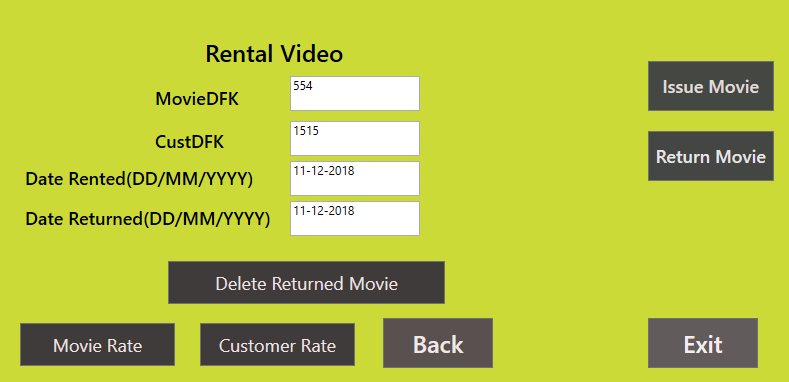 Rental Video
MovieDFK 554
CustDFK 1515
Date Rented(DD/MM/YYYY) 11-12-2018
Date Returned(DD/MM/YYYY) 11-12-2018
Issue Movie
Return Movie
Delete Returned Movie
Movie Rate Customer Rate Back Exit